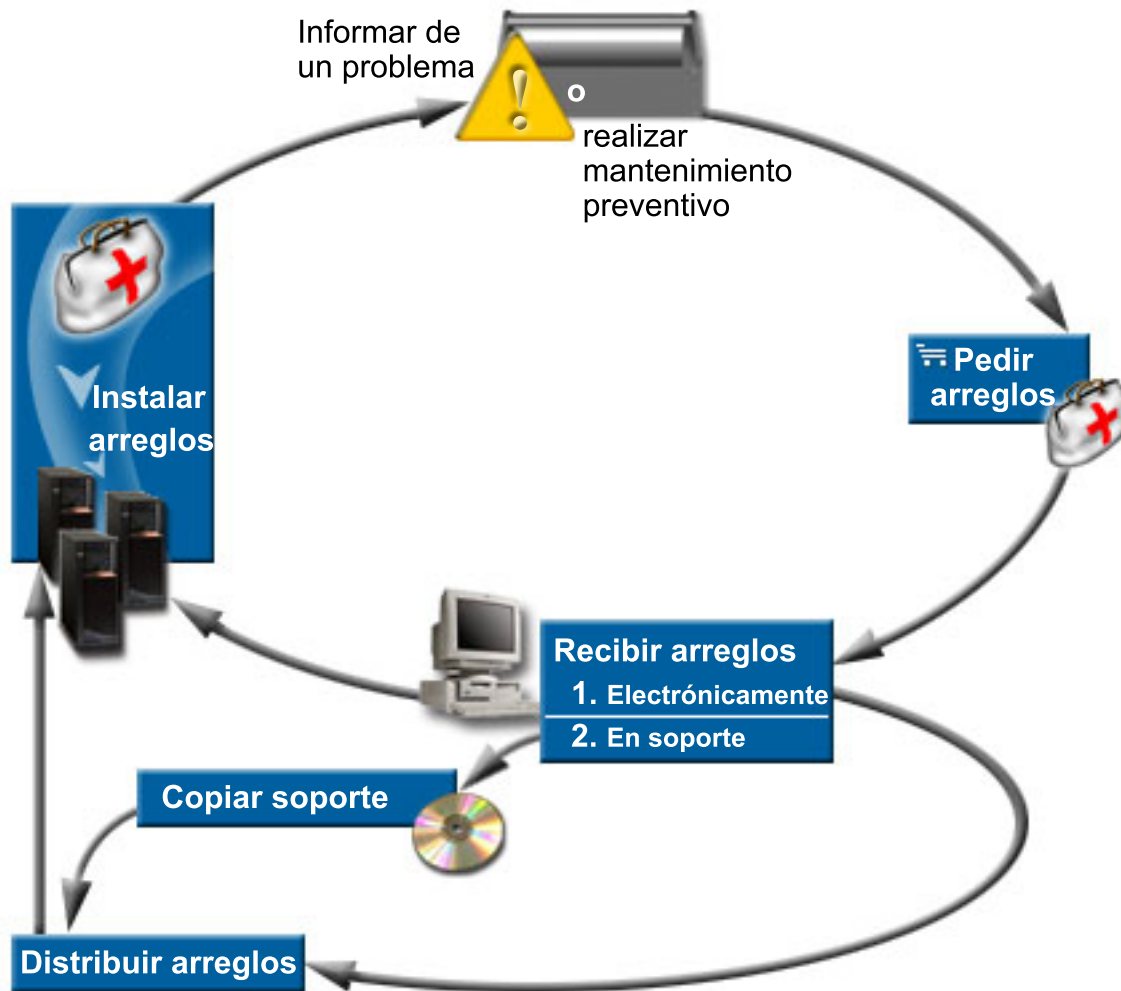 Informar de
un problema
o
realizar
mantenimiento
preventivo
Pedir
arreglos
Instalar
arreglos
Recibir arreglos
1. Electrónicamente
2. En soporte
Copiar soporte
Distribuir arreglos